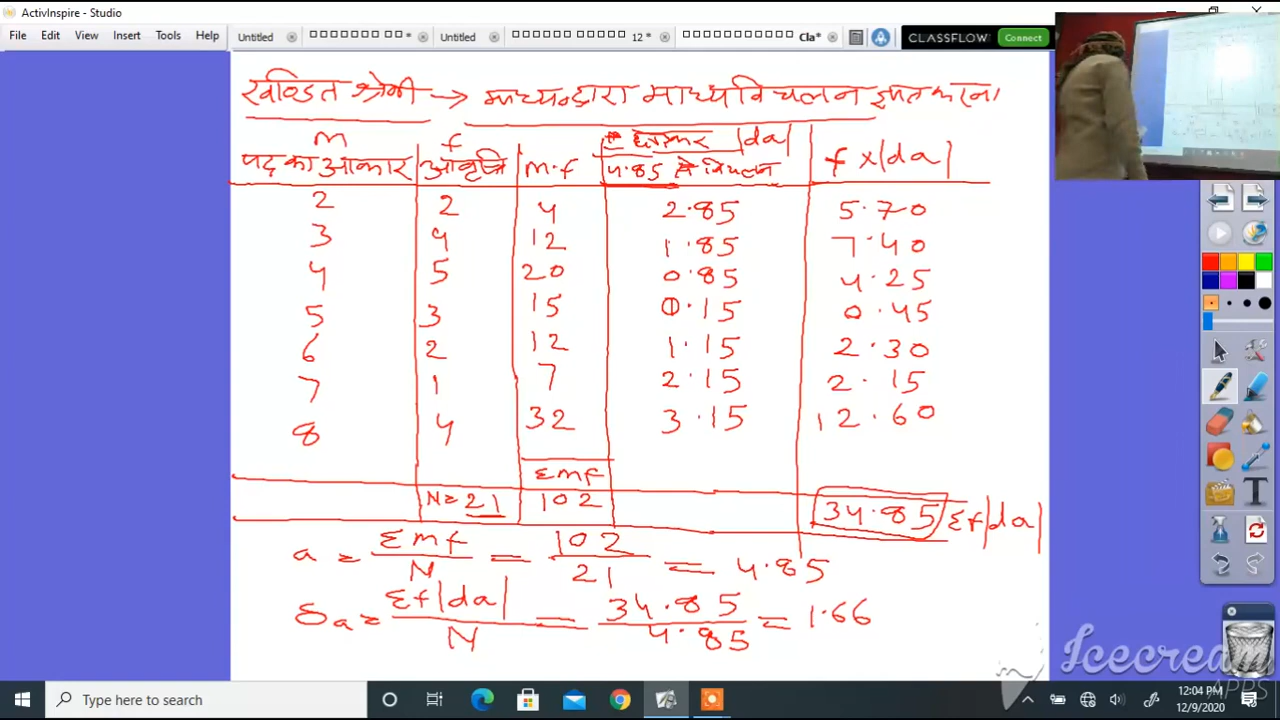 ActivInspire - Studio
File Edit View Insert Tools Help Untitled Untitled 12 * Cla* CLASSFLOW Connect
खण्डित श्रेणी → माध्य द्वारा माध्य विचलन ज्ञात करना
m f |da|
पद का आकार आवृत्ति m.f 4.85 से विचलन f x|da|
2 2 4 2.85 5.70
3 4 12 1.85 7.40
4 5 20 0.85 4.25
5 3 15 0.15 0.45
6 2 12 1.15 2.30
7 1 7 2.15 2.15
8 4 32 3.15 12.60
Σmf
N= 21 102 34.85 Σf|da|
a = Σmf / N = 102 / 21 = 4.85
δa = Σf|da| / N = 34.85 / 4.85 = 1.66
Icecream
APPS
Type here to search
12:04 PM
12/9/2020